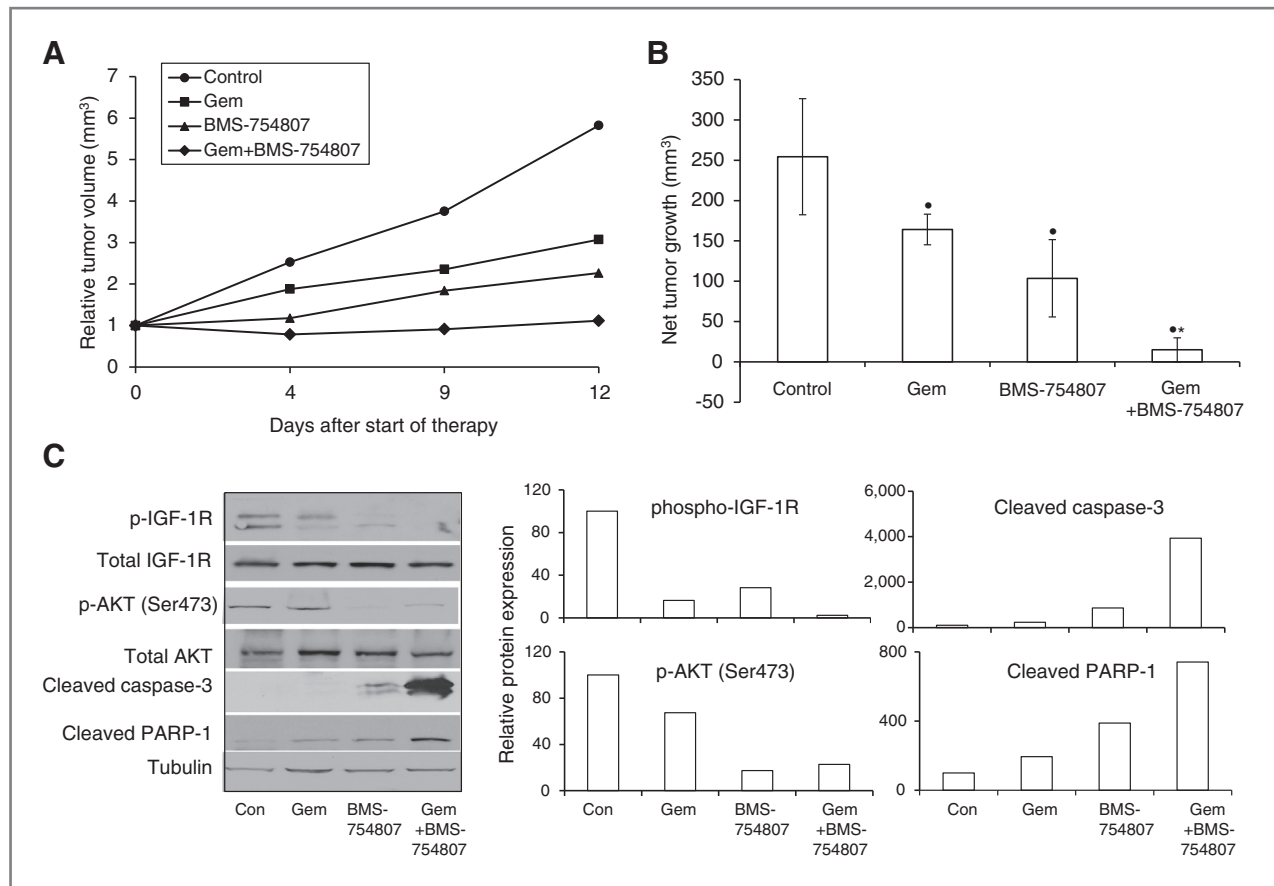 A
Relative tumor volume (mm³)
7
6
5
4
3
2
1
0
Control
Gem
BMS-754807
Gem+BMS-754807
0 4 9 12
Days after start of therapy
B
Net tumor growth (mm³)
350
300
250
200
150
100
50
0
-50
•
•
•*
Control Gem BMS-754807 Gem
+BMS-754807
C
p-IGF-1R
Total IGF-1R
p-AKT (Ser473)
Total AKT
Cleaved caspase-3
Cleaved PARP-1
Tubulin
Con Gem BMS-
754807
Gem
+BMS-
754807
Relative protein expression
phospho-IGF-1R
120
80
40
0
Cleaved caspase-3
6,000
4,000
2,000
0
p-AKT (Ser473)
120
80
40
0
Con Gem BMS-
754807
Gem
+BMS-
754807
Cleaved PARP-1
800
400
0
Con Gem BMS-
754807
Gem
+BMS-
754807